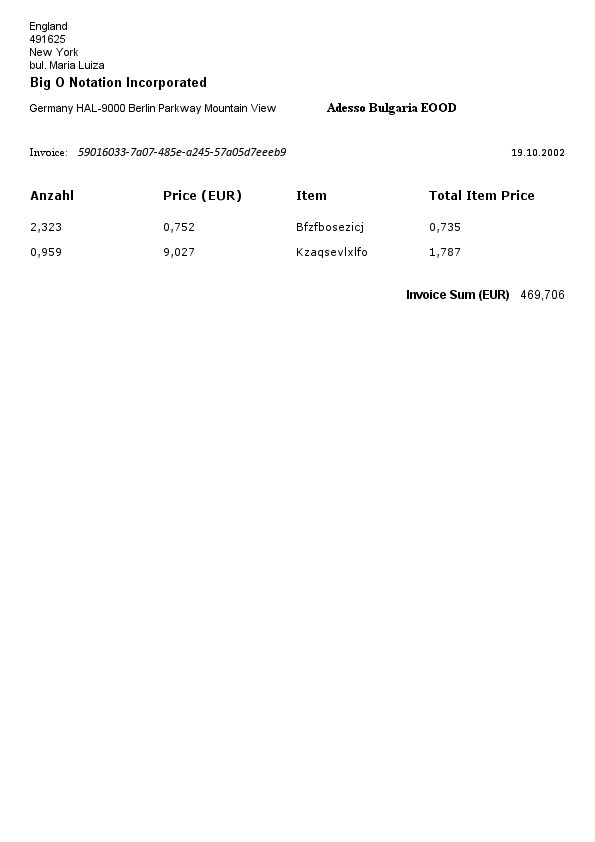 England
491625
New York
bul. Maria Luiza
Big O Notation Incorporated
Germany HAL-9000 Berlin Parkway Mountain View Adesso Bulgaria EOOD
Invoice: 59016033-7a07-485e-a245-57a05d7eeeb9 19.10.2002
Anzahl Price (EUR) Item Total Item Price
2,323 0,752 Bfzfbosezicj 0,735
0,959 9,027 Kzaqsevlxlfo 1,787
Invoice Sum (EUR) 469,706